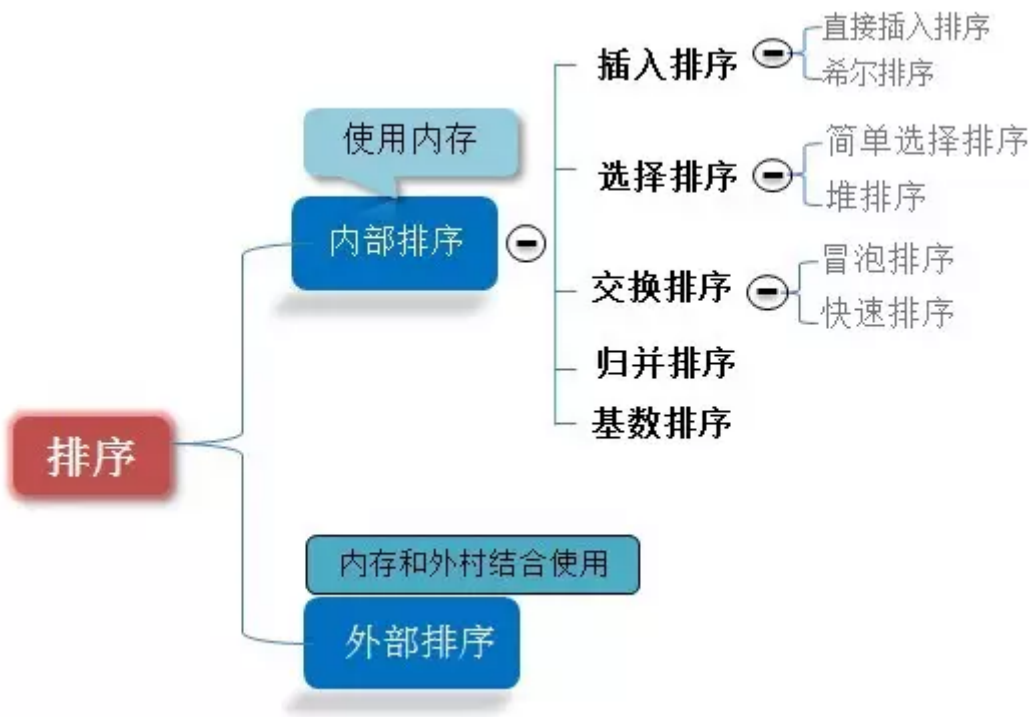 排序
使用内存
内部排序
插入排序
直接插入排序
希尔排序
选择排序
简单选择排序
堆排序
交换排序
冒泡排序
快速排序
归并排序
基数排序
内存和外村结合使用
外部排序